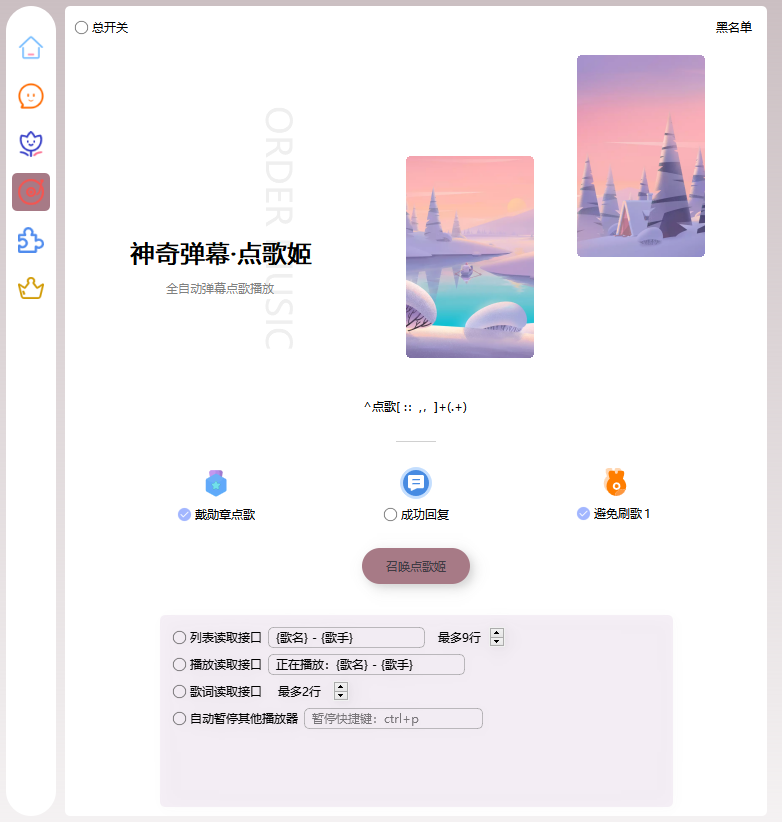 总开关
黑名单
ORDER MUSIC
神奇弹幕·点歌姬
全自动弹幕点歌播放
^点歌[ :: ,，]+(.+)
戴勋章点歌
成功回复
避免刷歌1
召唤点歌姬
列表读取接口 {歌名} - {歌手} 最多9行
播放读取接口 正在播放：{歌名} - {歌手}
歌词读取接口 最多2行
自动暂停其他播放器 暂停快捷键：ctrl+p